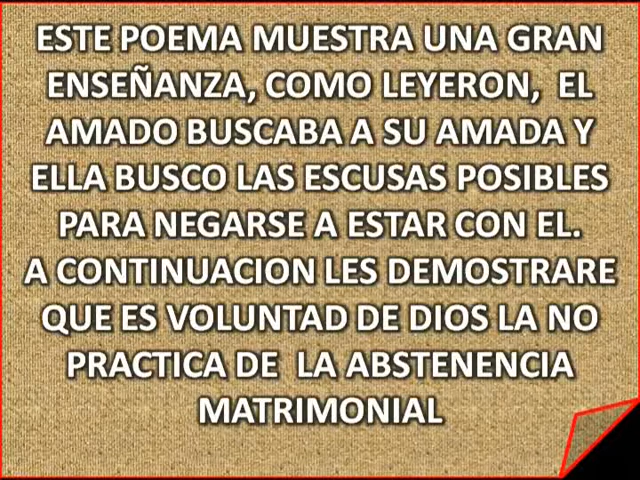 ESTE POEMA MUESTRA UNA GRAN
ENSEÑANZA, COMO LEYERON, EL
AMADO BUSCABA A SU AMADA Y
ELLA BUSCO LAS ESCUSAS POSIBLES
PARA NEGARSE A ESTAR CON EL.
A CONTINUACION LES DEMOSTRARE
QUE ES VOLUNTAD DE DIOS LA NO
PRACTICA DE LA ABSTENENCIA
MATRIMONIAL